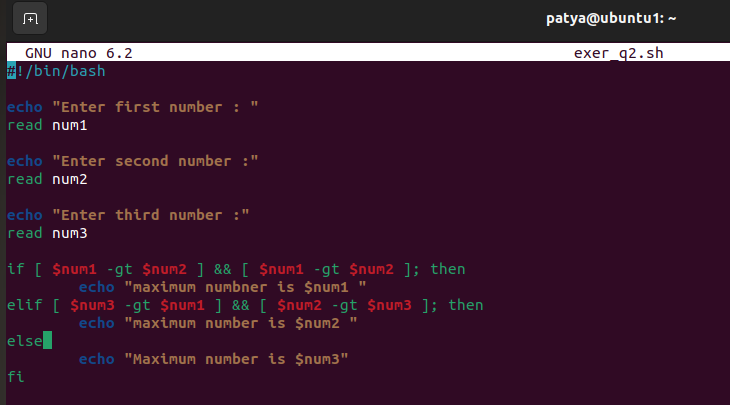 patya@ubuntu1: ~
GNU nano 6.2 exer_q2.sh
#!/bin/bash
echo "Enter first number : "
read num1
echo "Enter second number :"
read num2
echo "Enter third number :"
read num3
if [ $num1 -gt $num2 ] && [ $num1 -gt $num2 ]; then
echo "maximum numbner is $num1 "
elif [ $num3 -gt $num1 ] && [ $num2 -gt $num3 ]; then
echo "maximum number is $num2 "
else
echo "Maximum number is $num3"
fi